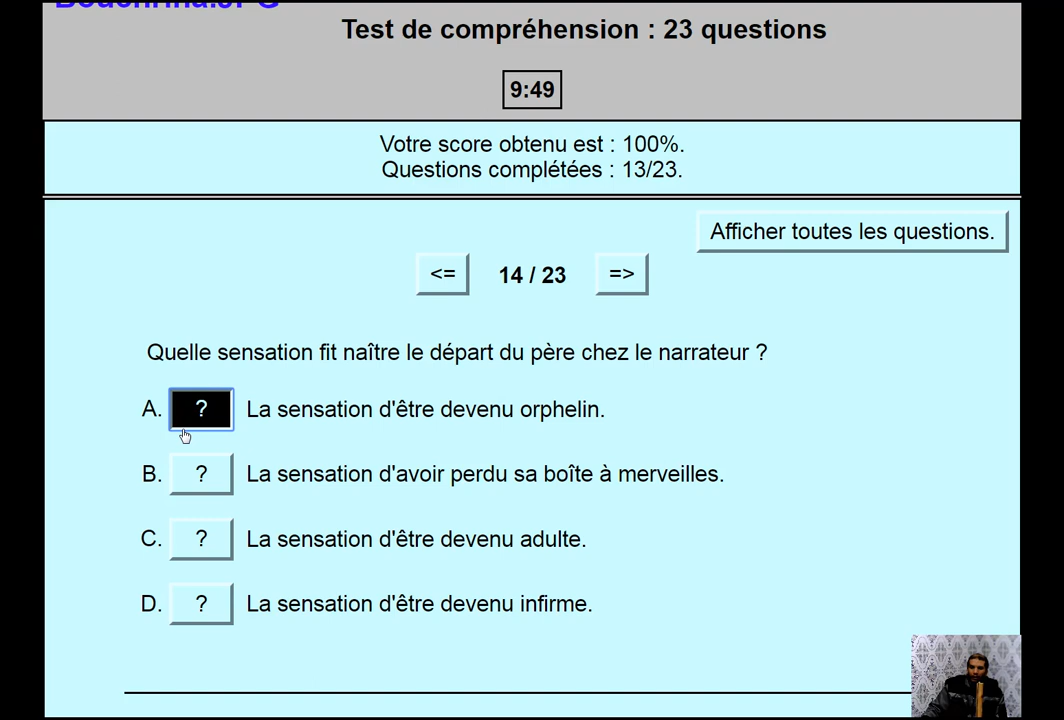 Test de compréhension : 23 questions
9:49
Votre score obtenu est : 100%.
Questions complétées : 13/23.
Afficher toutes les questions.
<= 14 / 23 =>
Quelle sensation fit naître le départ du père chez le narrateur ?
A. ? La sensation d'être devenu orphelin.
B. ? La sensation d'avoir perdu sa boîte à merveilles.
C. ? La sensation d'être devenu adulte.
D. ? La sensation d'être devenu infirme.